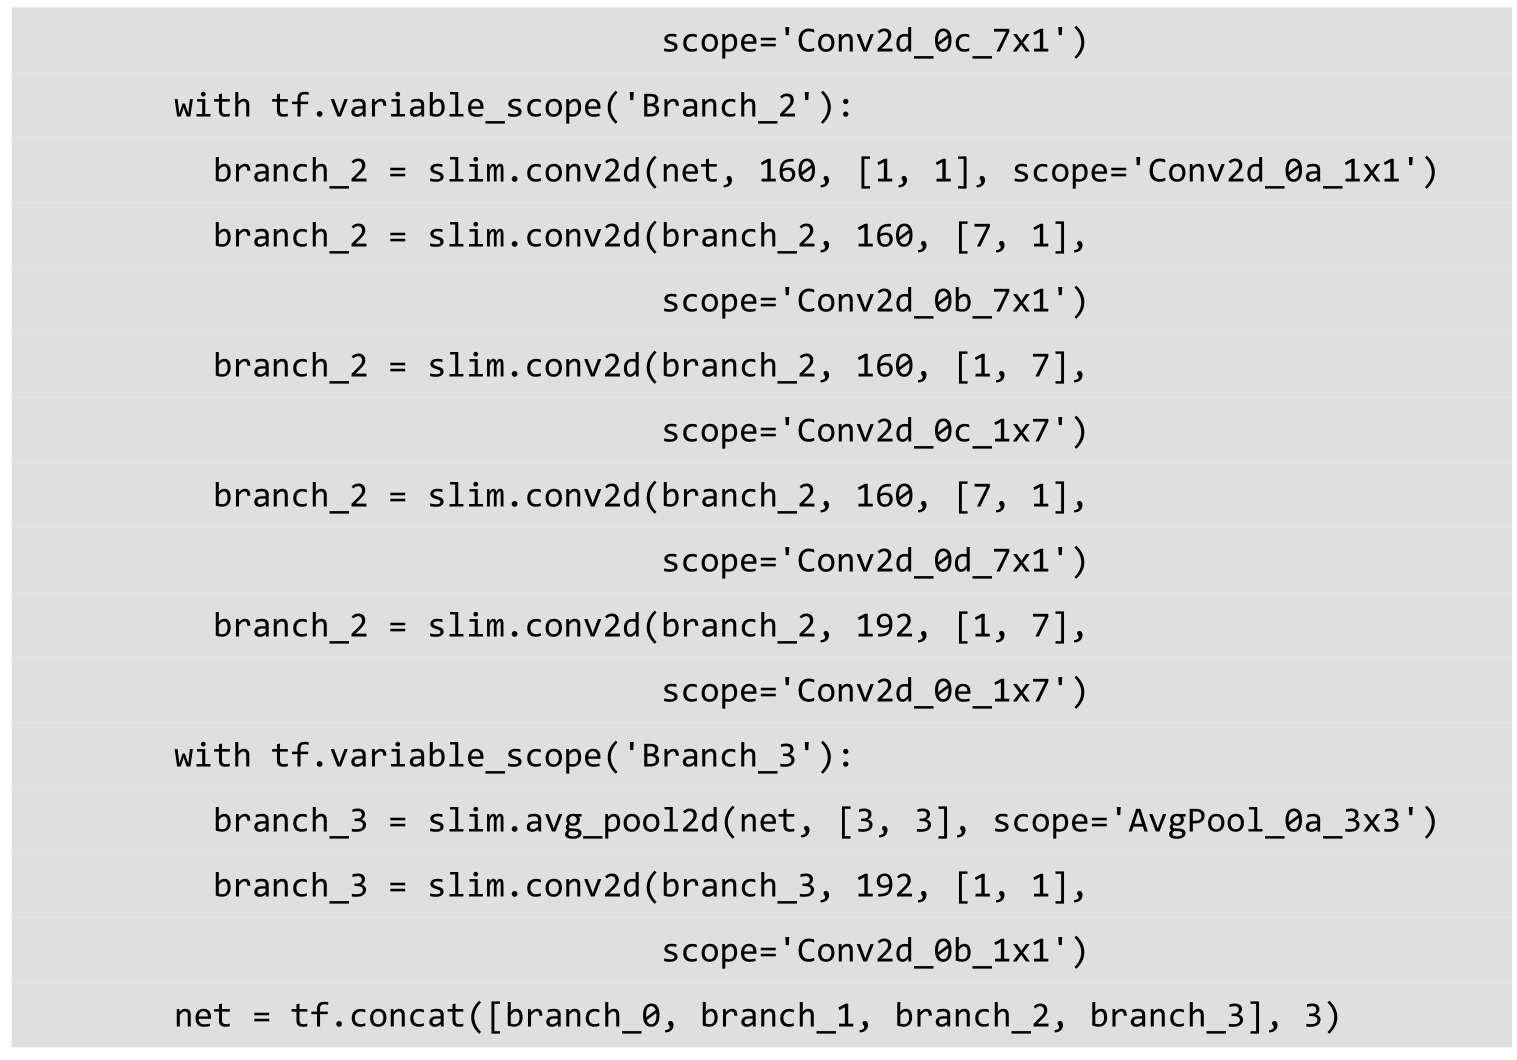 scope='Conv2d_0c_7x1')
with tf.variable_scope('Branch_2'):
branch_2 = slim.conv2d(net, 160, [1, 1], scope='Conv2d_0a_1x1')
branch_2 = slim.conv2d(branch_2, 160, [7, 1],
scope='Conv2d_0b_7x1')
branch_2 = slim.conv2d(branch_2, 160, [1, 7],
scope='Conv2d_0c_1x7')
branch_2 = slim.conv2d(branch_2, 160, [7, 1],
scope='Conv2d_0d_7x1')
branch_2 = slim.conv2d(branch_2, 192, [1, 7],
scope='Conv2d_0e_1x7')
with tf.variable_scope('Branch_3'):
branch_3 = slim.avg_pool2d(net, [3, 3], scope='AvgPool_0a_3x3')
branch_3 = slim.conv2d(branch_3, 192, [1, 1],
scope='Conv2d_0b_1x1')
net = tf.concat([branch_0, branch_1, branch_2, branch_3], 3)